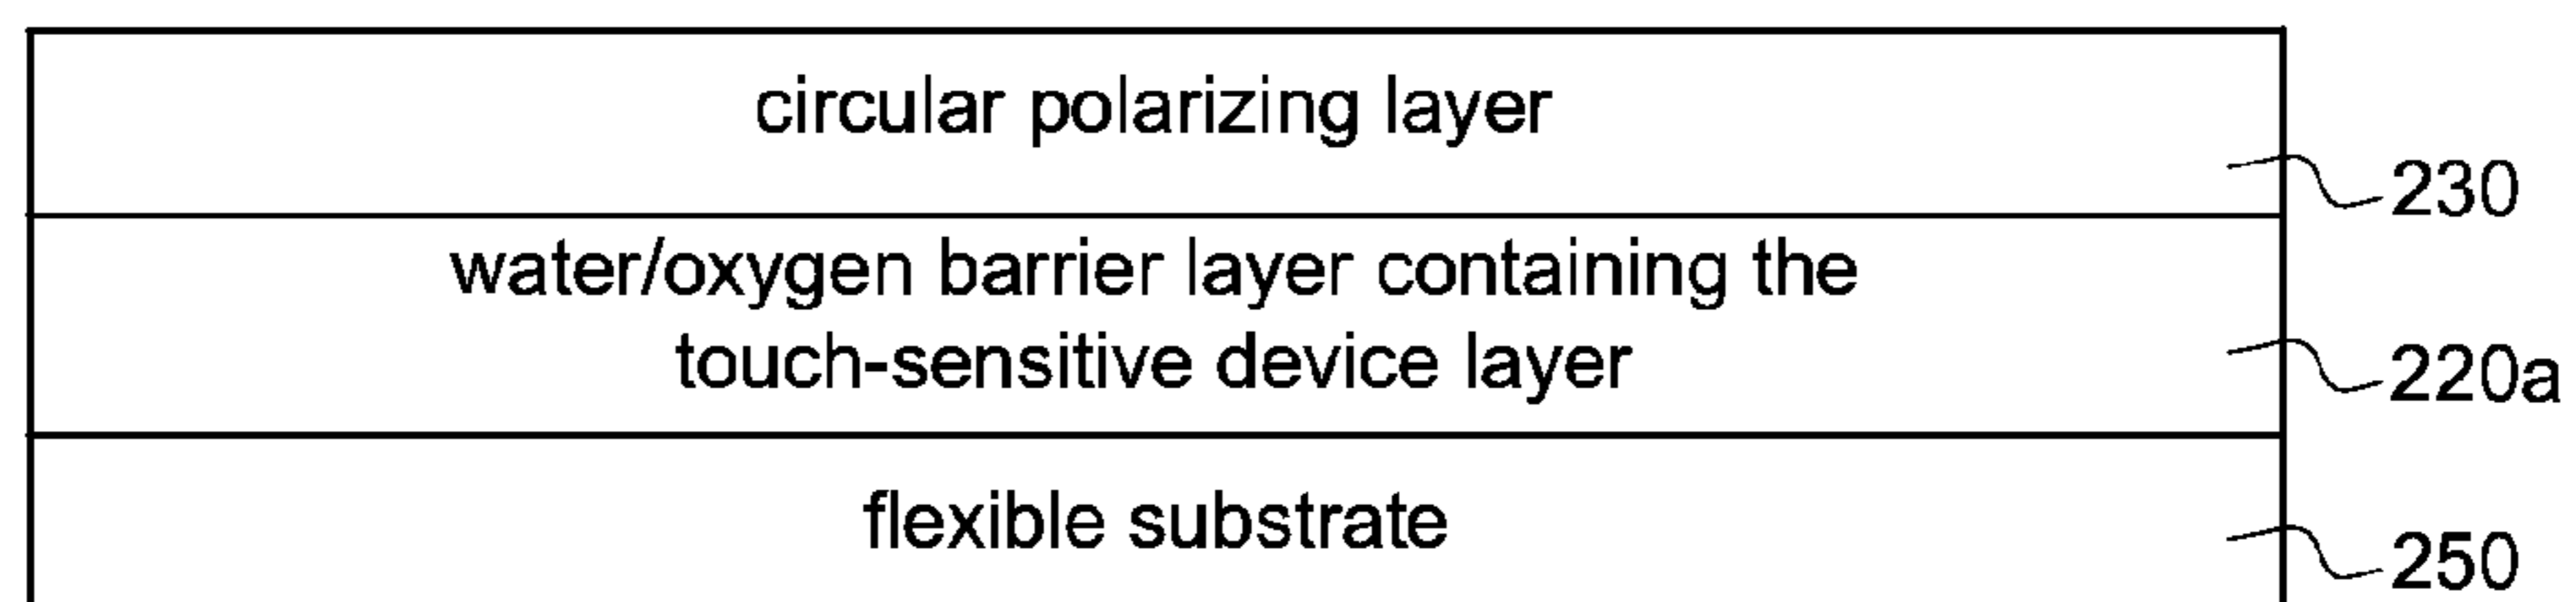 circular polarizing layer
230
water/oxygen barrier layer containing the
touch-sensitive device layer
220a
flexible substrate
250